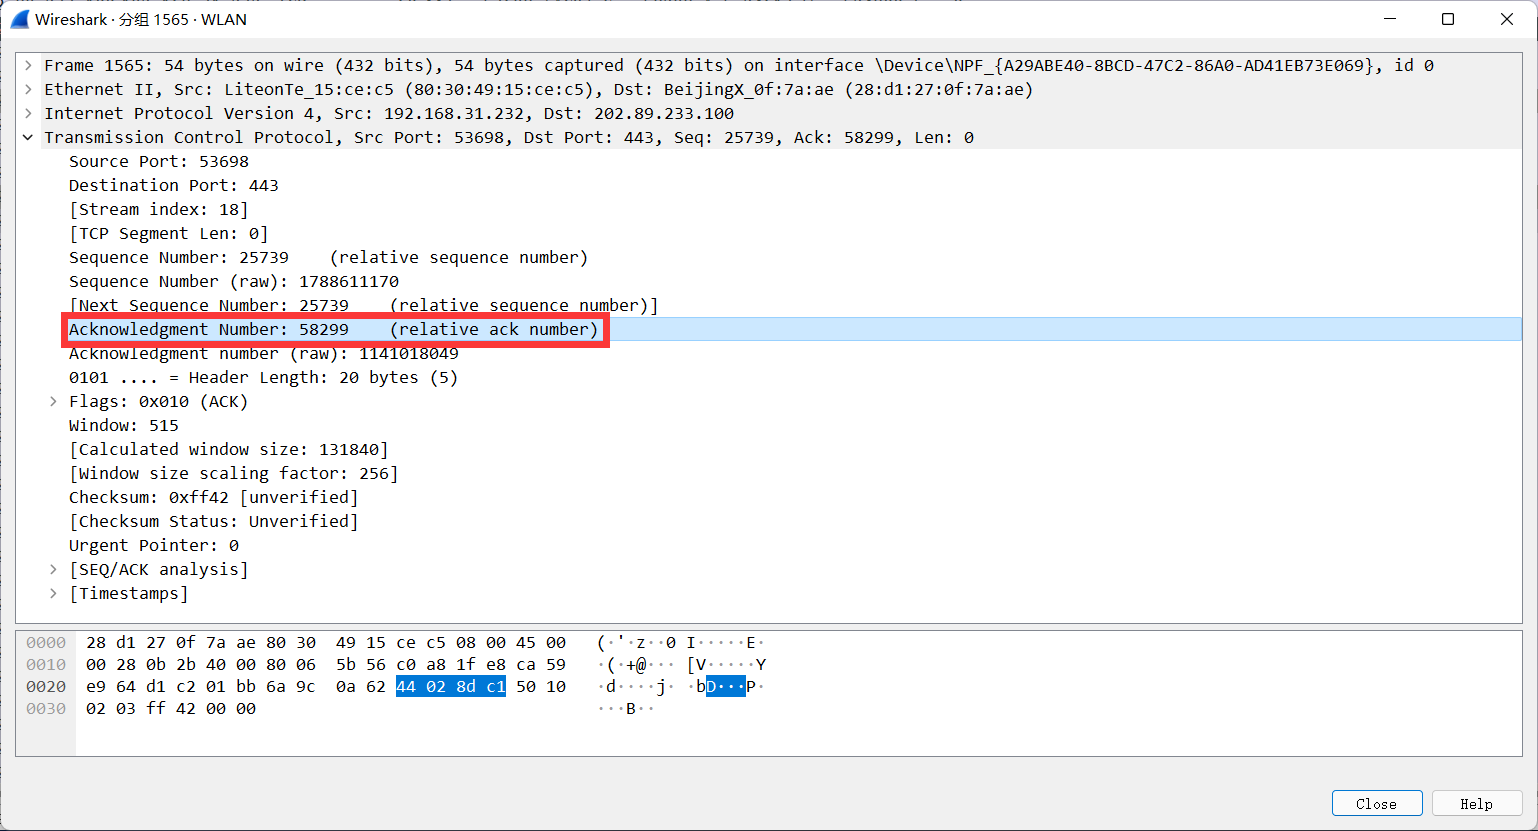 Wireshark · 分组 1565 · WLAN
Frame 1565: 54 bytes on wire (432 bits), 54 bytes captured (432 bits) on interface \Device\NPF_{A29ABE40-8BCD-47C2-86A0-AD41EB73E069}, id 0
Ethernet II, Src: LiteonTe_15:ce:c5 (80:30:49:15:ce:c5), Dst: BeijingX_0f:7a:ae (28:d1:27:0f:7a:ae)
Internet Protocol Version 4, Src: 192.168.31.232, Dst: 202.89.233.100
Transmission Control Protocol, Src Port: 53698, Dst Port: 443, Seq: 25739, Ack: 58299, Len: 0
Source Port: 53698
Destination Port: 443
[Stream index: 18]
[TCP Segment Len: 0]
Sequence Number: 25739    (relative sequence number)
Sequence Number (raw): 1788611170
[Next Sequence Number: 25739    (relative sequence number)]
Acknowledgment Number: 58299    (relative ack number)
Acknowledgment number (raw): 1141018049
0101 .... = Header Length: 20 bytes (5)
Flags: 0x010 (ACK)
Window: 515
[Calculated window size: 131840]
[Window size scaling factor: 256]
Checksum: 0xff42 [unverified]
[Checksum Status: Unverified]
Urgent Pointer: 0
[SEQ/ACK analysis]
[Timestamps]
0000  28 d1 27 0f 7a ae 80 30  49 15 ce c5 08 00 45 00   (·'·z··0 I·····E·
0010  00 28 0b 2b 40 00 80 06  5b 56 c0 a8 1f e8 ca 59   ·(·+@··· [V·····Y
0020  e9 64 d1 c2 01 bb 6a 9c  0a 62 44 02 8d c1 50 10   ·d····j· ·bD···P·
0030  02 03 ff 42 00 00   ···B··
Close Help